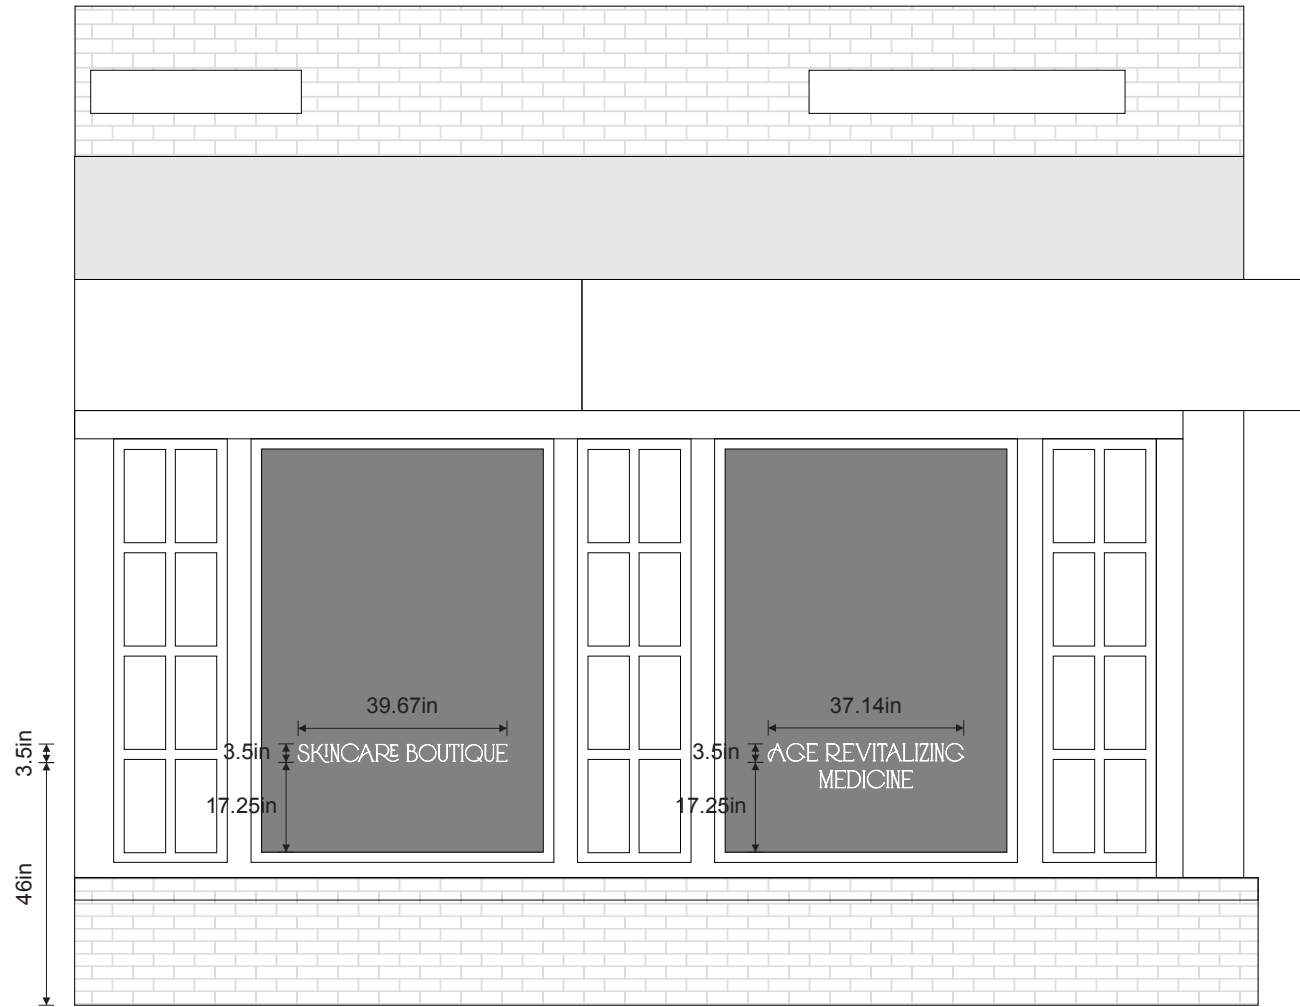 39.67in
37.14in
3.5in
3.5in
SKINCARE BOUTIQUE
3.5in
AGE REVITALIZING
MEDICINE
17.25in
17.25in
46in